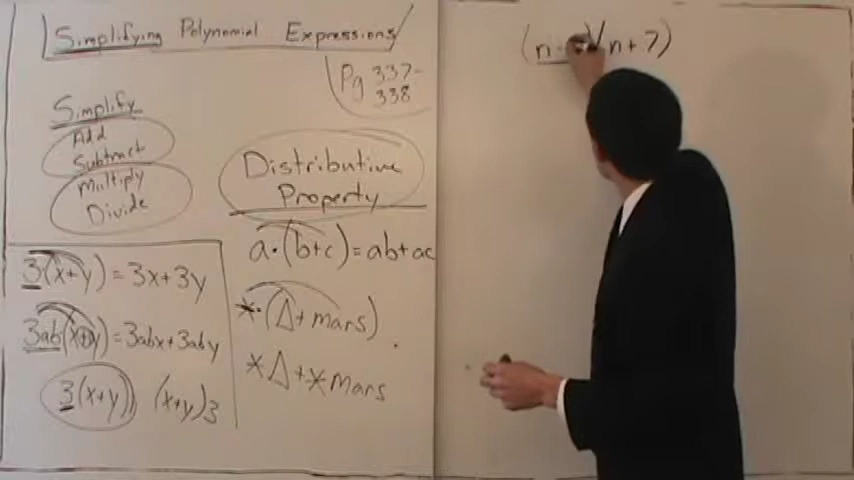 Simplifying Polynomial Expressions
Pg 337-
338
Simplify
Add
Subtract
Multiply
Divide
Distributive
Property
a·(b+c)=ab+ac
3(x+y)=3x+3y
*·(Δ+mars)
3ab(x+y)=3abx+3aby
*Δ+*mars
3(x+y) (x+y)3
(n )(n+7)